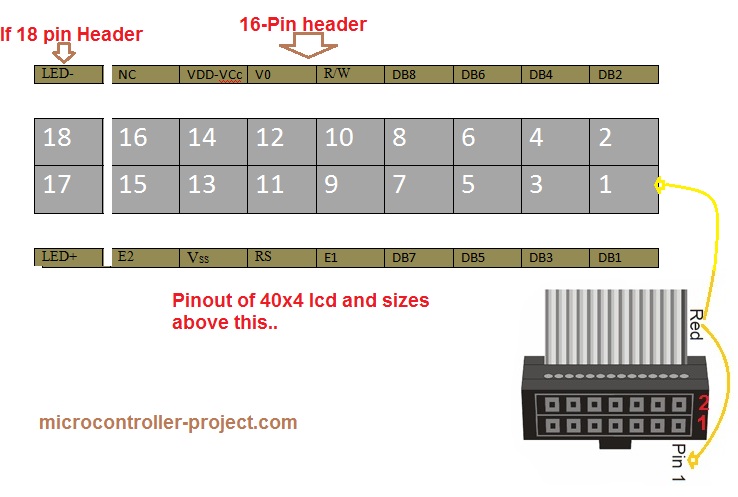 If 18 pin Header
16-Pin header
LED- NC VDD-VCc V0 R/W DB8 DB6 DB4 DB2
18 16 14 12 10 8 6 4 2
17 15 13 11 9 7 5 3 1
LED+ E2 VSS RS E1 DB7 DB5 DB3 DB1
Pinout of 40x4 lcd and sizes
above this..
Red
2
1
Pin 1
microcontroller-project.com